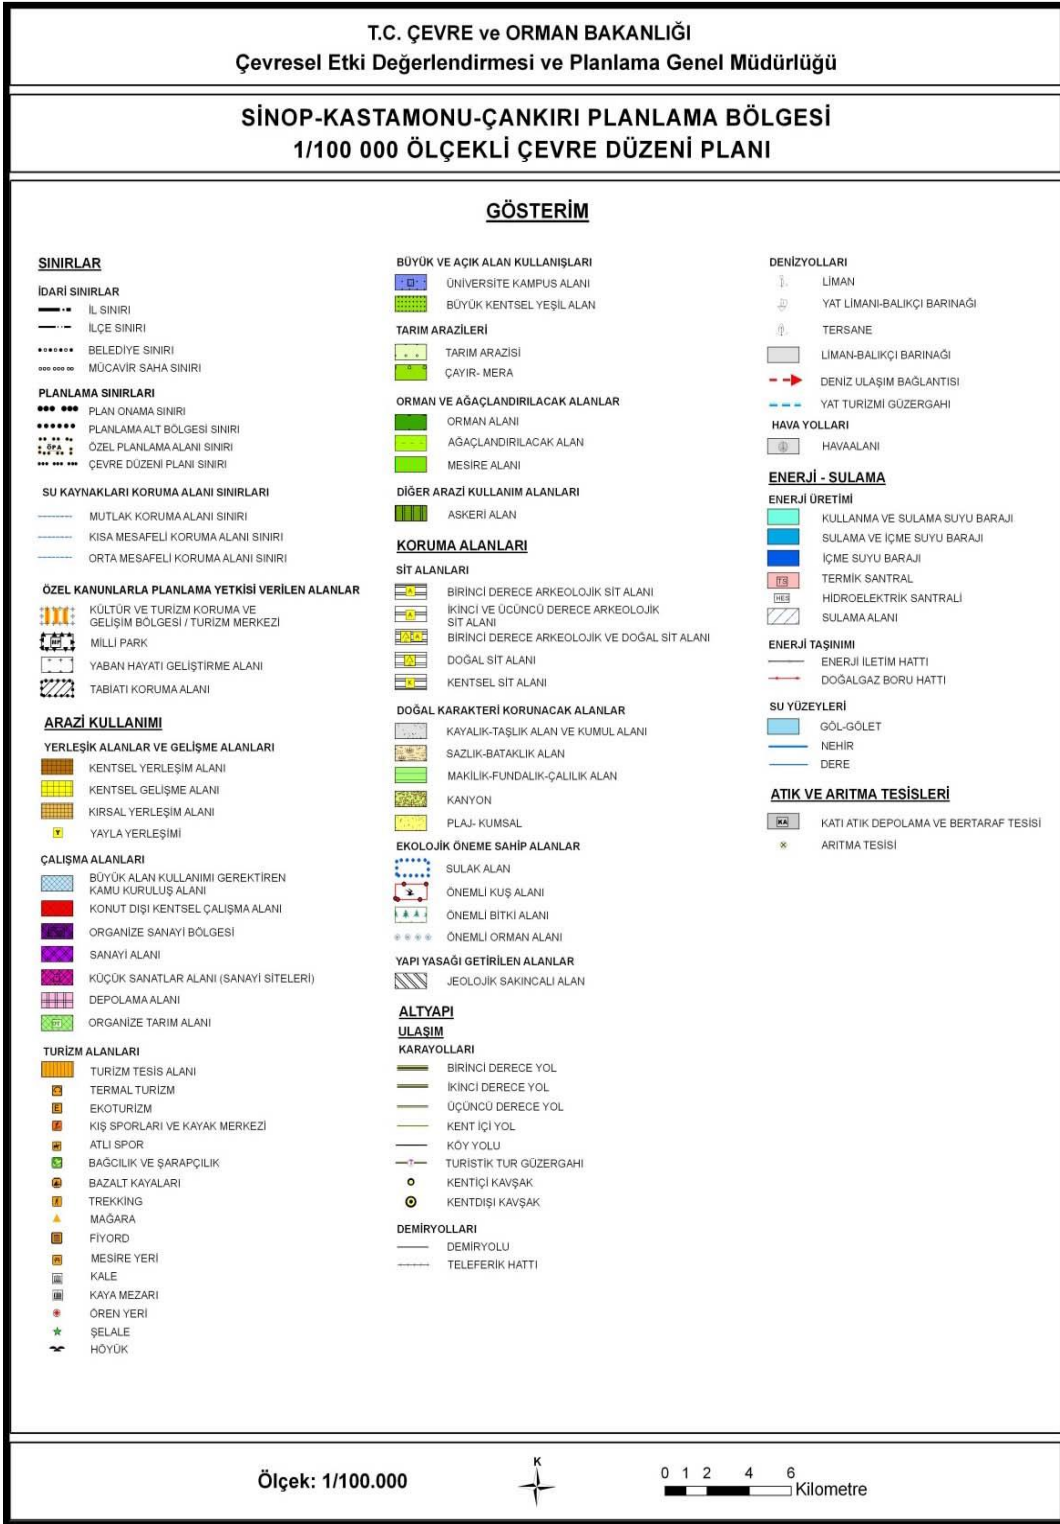 T.C. ÇEVRE ve ORMAN BAKANLIĞI
Çevresel Etki Değerlendirmesi ve Planlama Genel Müdürlüğü
SİNOP-KASTAMONU-ÇANKIRI PLANLAMA BÖLGESİ
1/100 000 ÖLÇEKLİ ÇEVRE DÜZENİ PLANI
GÖSTERİM
SINIRLAR
İDARİ SINIRLAR
İL SINIRI
İLÇE SINIRI
BELEDİYE SINIRI
MÜCAVİR SAHA SINIRI
PLANLAMA SINIRLARI
PLAN ONAMA SINIRI
PLANLAMA ALT BÖLGESİ SINIRI
ÖPA ÖZEL PLANLAMA ALANI SINIRI
ÇEVRE DÜZENİ PLANI SINIRI
SU KAYNAKLARI KORUMA ALANI SINIRLARI
MUTLAK KORUMA ALANI SINIRI
KISA MESAFELİ KORUMA ALANI SINIRI
ORTA MESAFELİ KORUMA ALANI SINIRI
ÖZEL KANUNLARLA PLANLAMA YETKİSİ VERİLEN ALANLAR
KÜLTÜR VE TURİZM KORUMA VE
GELİŞİM BÖLGESİ / TURİZM MERKEZİ
MP MİLLİ PARK
YABAN HAYATI GELİŞTİRME ALANI
TABİATI KORUMA ALANI
ARAZİ KULLANIMI
YERLEŞİK ALANLAR VE GELİŞME ALANLARI
KENTSEL YERLEŞİM ALANI
KENTSEL GELİŞME ALANI
KIRSAL YERLEŞİM ALANI
Y YAYLA YERLEŞİMİ
ÇALIŞMA ALANLARI
BÜYÜK ALAN KULLANIMI GEREKTİREN
KAMU KURULUŞ ALANI
KONUT DIŞI KENTSEL ÇALIŞMA ALANI
ORGANİZE SANAYİ BÖLGESİ
SANAYİ ALANI
KÜÇÜK SANATLAR ALANI (SANAYİ SİTELERİ)
DEPOLAMA ALANI
ORGANİZE TARIM ALANI
TURİZM ALANLARI
TURİZM TESİS ALANI
TERMAL TURİZM
E EKOTURİZM
KIŞ SPORLARI VE KAYAK MERKEZİ
ATLI SPOR
BAĞCILIK VE ŞARAPÇILIK
BAZALT KAYALARI
TREKKİNG
MAĞARA
FİYORD
MESİRE YERİ
KALE
KAYA MEZARI
ÖREN YERİ
ŞELALE
HÖYÜK
BÜYÜK VE AÇIK ALAN KULLANIŞLARI
ÜNİVERSİTE KAMPUS ALANI
BÜYÜK KENTSEL YEŞİL ALAN
TARIM ARAZİLERİ
TARIM ARAZİSİ
ÇAYIR- MERA
ORMAN VE AĞAÇLANDIRILACAK ALANLAR
ORMAN ALANI
AĞAÇLANDIRILACAK ALAN
MESİRE ALANI
DİĞER ARAZİ KULLANIM ALANLARI
ASKERİ ALAN
KORUMA ALANLARI
SİT ALANLARI
A BİRİNCİ DERECE ARKEOLOJİK SİT ALANI
A İKİNCİ VE ÜÇÜNCÜ DERECE ARKEOLOJİK
SİT ALANI
BİRİNCİ DERECE ARKEOLOJİK VE DOĞAL SİT ALANI
DOĞAL SİT ALANI
K KENTSEL SİT ALANI
DOĞAL KARAKTERİ KORUNACAK ALANLAR
KAYALIK-TAŞLIK ALAN VE KUMUL ALANI
SAZLIK-BATAKLIK ALAN
MAKİLİK-FUNDALIK-ÇALILIK ALAN
KANYON
PLAJ- KUMSAL
EKOLOJİK ÖNEME SAHİP ALANLAR
SULAK ALAN
ÖNEMLİ KUŞ ALANI
ÖNEMLİ BİTKİ ALANI
ÖNEMLİ ORMAN ALANI
YAPI YASAĞI GETİRİLEN ALANLAR
JEOLOJİK SAKINCALI ALAN
ALTYAPI
ULAŞIM
KARAYOLLARI
BİRİNCİ DERECE YOL
İKİNCİ DERECE YOL
ÜÇÜNCÜ DERECE YOL
KENT İÇİ YOL
KÖY YOLU
T TURİSTİK TUR GÜZERGAHI
KENTİÇİ KAVŞAK
KENTDIŞI KAVŞAK
DEMİRYOLLARI
DEMİRYOLU
TELEFERİK HATTI
DENİZYOLLARI
LİMAN
YAT LİMANI-BALIKÇI BARINAĞI
TERSANE
LİMAN-BALIKÇI BARINAĞI
DENİZ ULAŞIM BAĞLANTISI
YAT TURİZMİ GÜZERGAHI
HAVA YOLLARI
HAVAALANI
ENERJİ - SULAMA
ENERJİ ÜRETİMİ
KULLANMA VE SULAMA SUYU BARAJI
SULAMA VE İÇME SUYU BARAJI
İÇME SUYU BARAJI
TS TERMİK SANTRAL
HES HİDROELEKTRİK SANTRALİ
SULAMA ALANI
ENERJİ TAŞINIMI
ENERJİ İLETİM HATTI
DOĞALGAZ BORU HATTI
SU YÜZEYLERİ
GÖL-GÖLET
NEHİR
DERE
ATIK VE ARITMA TESİSLERİ
KA KATI ATIK DEPOLAMA VE BERTARAF TESİSİ
ARITMA TESİSİ
Ölçek: 1/100.000
K
0 1 2 4 6
Kilometre